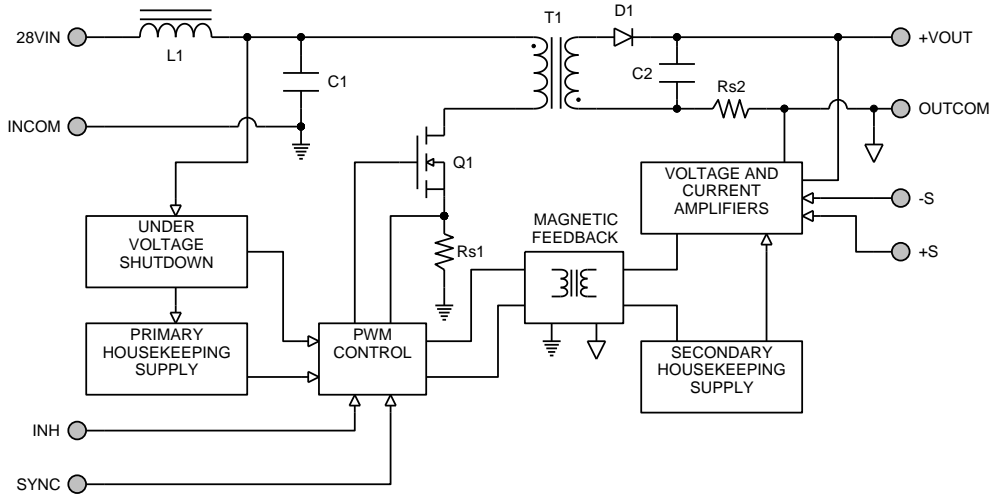 T1
D1
28VIN
L1
C1
C2
Rs2
+VOUT
INCOM
OUTCOM
Q1
VOLTAGE AND
CURRENT
AMPLIFIERS
-S
UNDER
VOLTAGE
SHUTDOWN
Rs1
MAGNETIC
FEEDBACK
+S
PRIMARY
HOUSEKEEPING
SUPPLY
PWM
CONTROL
SECONDARY
HOUSEKEEPING
SUPPLY
INH
SYNC